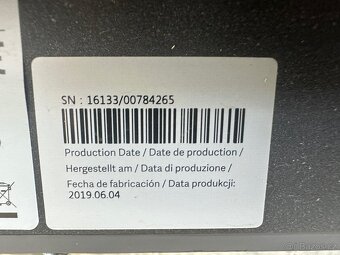 SN : 16133/00784265
Production Date / Date de production /
Hergestellt am / Data di produzione /
Fecha de fabricación / Data produkcji:
2019.06.04